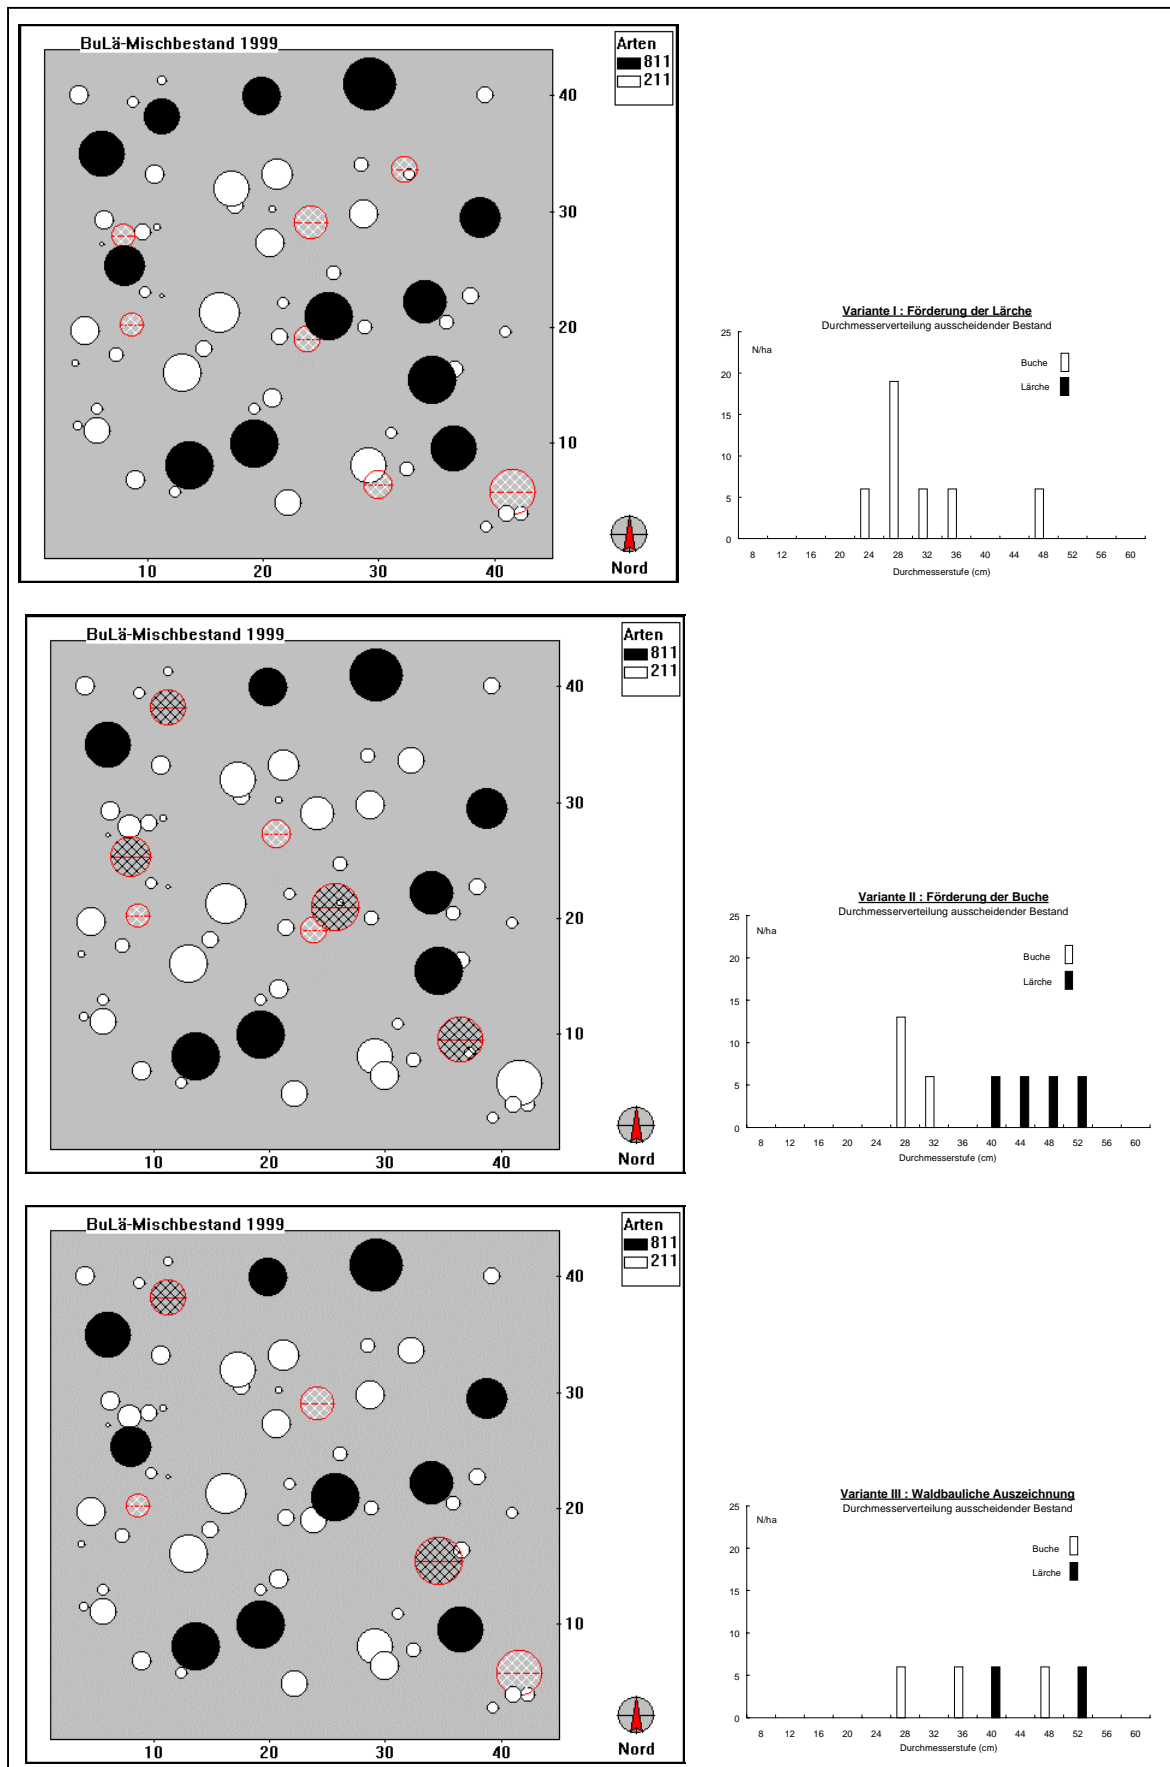 BuLä-Mischbestand 1999
Arten
811
211
40
30
20
10
10 20 30 40
Nord
Variante I : Förderung der Lärche
Durchmesserverteilung ausscheidender Bestand
N/ha
Buche
Lärche
25
20
15
10
5
0
8 12 16 20 24 28 32 36 40 44 48 52 56 60
Durchmesserstufe (cm)
BuLä-Mischbestand 1999
Arten
811
211
40
30
20
10
10 20 30 40
Nord
Variante II : Förderung der Buche
Durchmesserverteilung ausscheidender Bestand
N/ha
Buche
Lärche
25
20
15
10
5
0
8 12 16 20 24 28 32 36 40 44 48 52 56 60
Durchmesserstufe (cm)
BuLä-Mischbestand 1999
Arten
811
211
40
30
20
10
10 20 30 40
Nord
Variante III : Waldbauliche Auszeichnung
Durchmesserverteilung ausscheidender Bestand
N/ha
Buche
Lärche
25
20
15
10
5
0
8 12 16 20 24 28 32 36 40 44 48 52 56 60
Durchmesserstufe (cm)